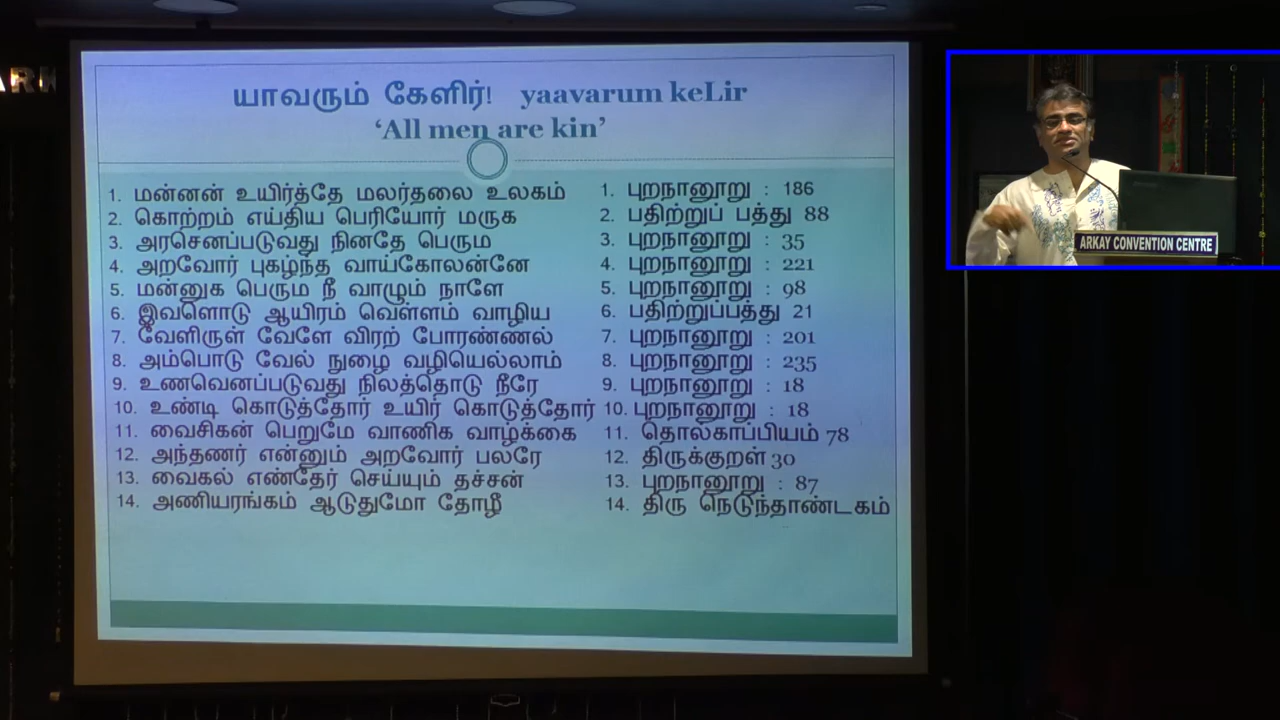 ARK
யாவரும் கேளிர்! yaavarum keLir
‘All men are kin’
1. மன்னன் உயிர்த்தே மலர்தலை உலகம் 1. புறநானூறு : 186
2. கொற்றம் எய்திய பெரியோர் மருக 2. பதிற்றுப் பத்து 88
3. அரசெனப்படுவது நினதே பெரும 3. புறநானூறு : 35
4. அறவோர் புகழ்ந்த வாய்கோலன்னே 4. புறநானூறு : 221
5. மன்னுக பெரும நீ வாழும் நாளே 5. புறநானூறு : 98
6. இவளொடு ஆயிரம் வெள்ளம் வாழிய 6. பதிற்றுப்பத்து 21
7. வேளிருள் வேளே விறற் போரண்ணல் 7. புறநானூறு : 201
8. அம்பொடு வேல் நுழை வழியெல்லாம் 8. புறநானூறு : 235
9. உணவெனப்படுவது நிலத்தொடு நீரே 9. புறநானூறு : 18
10. உண்டி கொடுத்தோர் உயிர் கொடுத்தோர் 10. புறநானூறு : 18
11. வைசிகன் பெறுமே வாணிக வாழ்க்கை 11. தொல்காப்பியம் 78
12. அந்தணர் என்னும் அறவோர் பலரே 12. திருக்குறள் 30
13. வைகல் எண்தேர் செய்யும் தச்சன் 13. புறநானூறு : 87
14. அணியரங்கம் ஆடுதுமோ தோழீ 14. திரு நெடுந்தாண்டகம்
ARKAY CONVENTION CENTRE